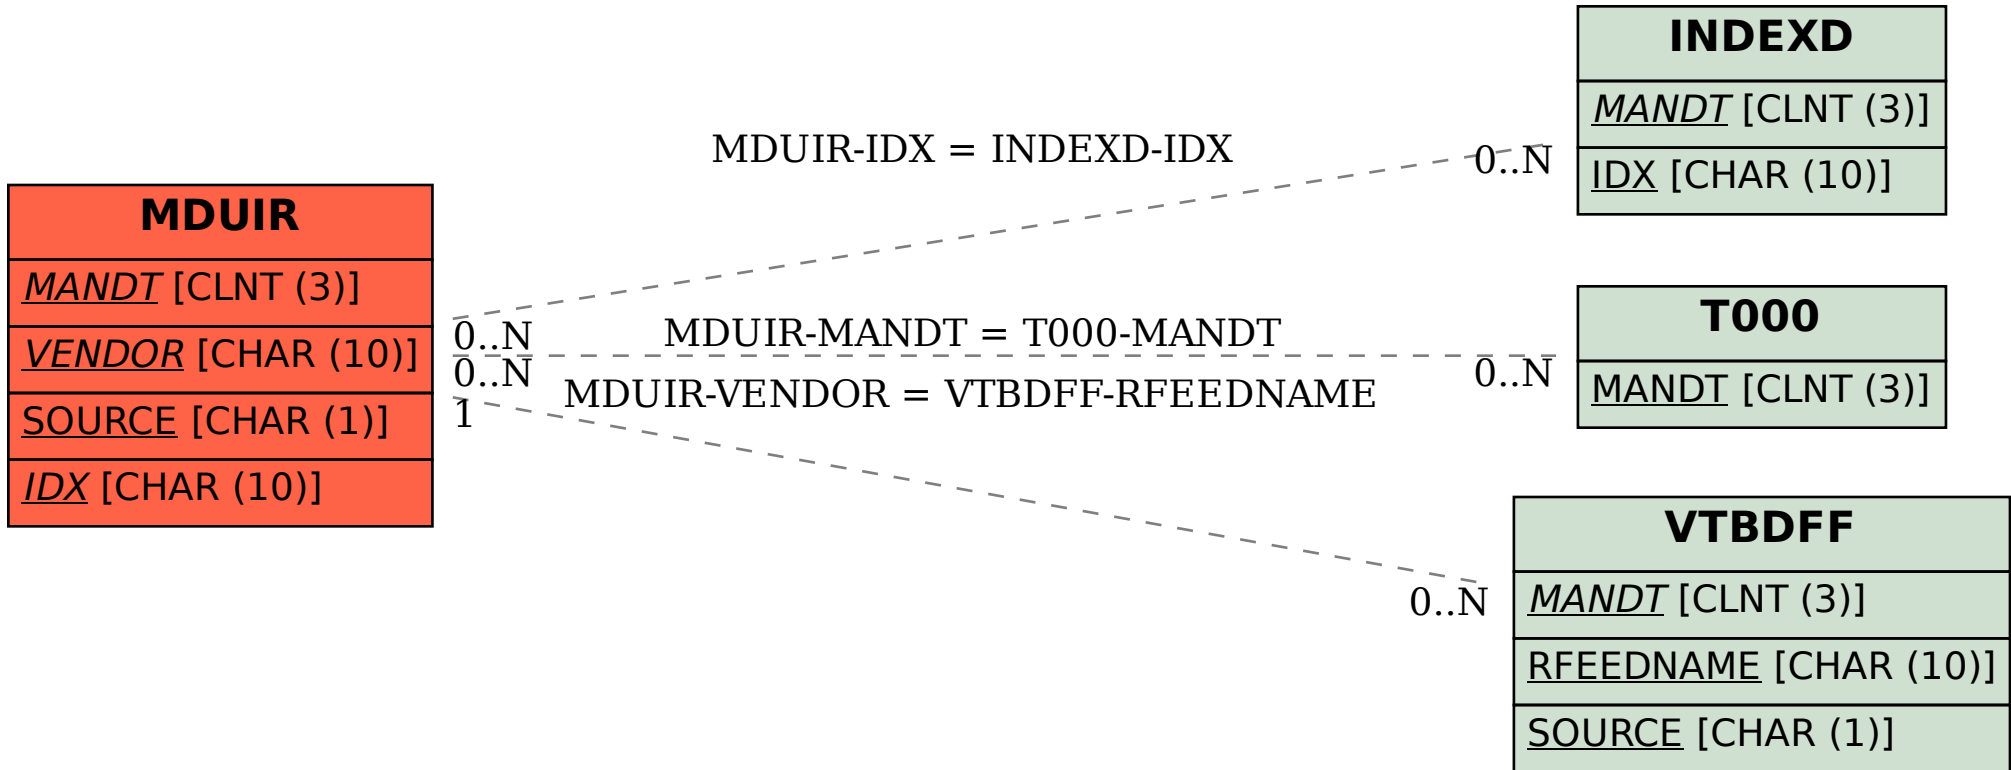 MDUIR
MANDT [CLNT (3)]
VENDOR [CHAR (10)]
SOURCE [CHAR (1)]
IDX [CHAR (10)]
MDUIR-IDX = INDEXD-IDX
0..N
0..N
MDUIR-MANDT = T000-MANDT
0..N
0..N
MDUIR-VENDOR = VTBDFF-RFEEDNAME
1
0..N
INDEXD
MANDT [CLNT (3)]
IDX [CHAR (10)]
T000
MANDT [CLNT (3)]
VTBDFF
MANDT [CLNT (3)]
RFEEDNAME [CHAR (10)]
SOURCE [CHAR (1)]